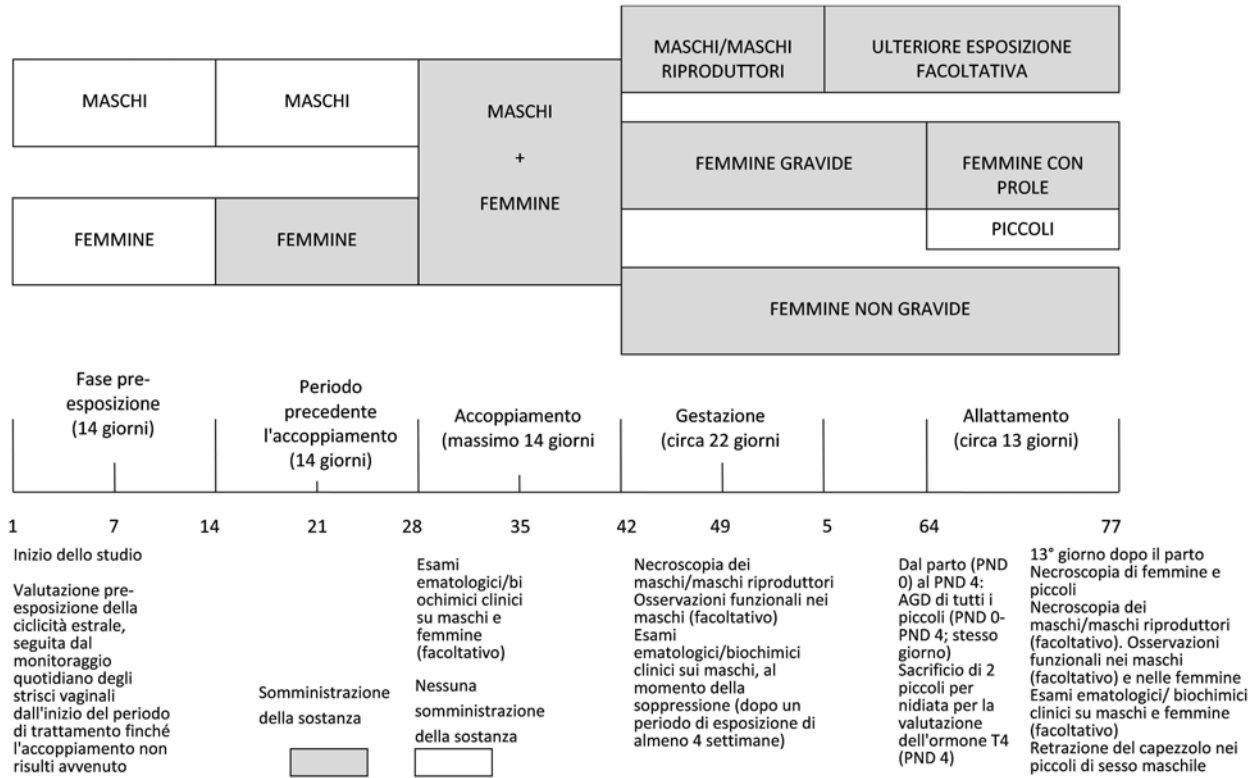 MASCHI/MASCHI
RIPRODUTTORI
ULTERIORE ESPOSIZIONE
FACOLTATIVA
MASCHI
MASCHI
MASCHI
+
FEMMINE
FEMMINE GRAVIDE
FEMMINE CON
PROLE
PICCOLI
FEMMINE
FEMMINE
FEMMINE NON GRAVIDE
Fase pre-
esposizione
(14 giorni)
Periodo
precedente
l'accoppiamento
(14 giorni)
Accoppiamento
(massimo 14 giorni
Gestazione
(circa 22 giorni
Allattamento
(circa 13 giorni)
1 7 14 21 28 35 42 49 5 64 77
Inizio dello studio
Valutazione pre-
esposizione della
ciclicità estrale,
seguita dal
monitoraggio
quotidiano degli
strisci vaginali
dall'inizio del periodo
di trattamento finché
l'accoppiamento non
risulti avvenuto
Somministrazione
della sostanza
Esami
ematologici/bi
ochimici clinici
su maschi e
femmine
(facoltativo)
Nessuna
somministrazione
della sostanza
Necroscopia dei
maschi/maschi riproduttori
Osservazioni funzionali nei
maschi (facoltativo)
Esami
ematologici/biochimici
clinici sui maschi, al
momento della
soppressione (dopo un
periodo di esposizione di
almeno 4 settimane)
Dal parto (PND
0) al PND 4:
AGD di tutti i
piccoli (PND 0-
PND 4; stesso
giorno)
Sacrificio di 2
piccoli per
nidiata per la
valutazione
dell'ormone T4
(PND 4)
13° giorno dopo il parto
Necroscopia di femmine e
piccoli
Necroscopia dei
maschi/maschi riproduttori
(facoltativo). Osservazioni
funzionali nei maschi
(facoltativo) e nelle femmine
Esami ematologici/ biochimici
clinici su maschi e femmine
(facoltativo)
Retrazione del capezzolo nei
piccoli di sesso maschile